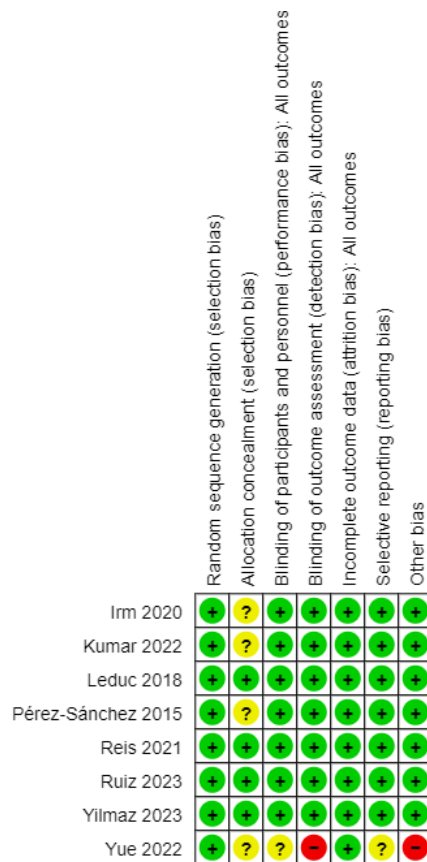 Random sequence generation (selection bias)
Allocation concealment (selection bias)
Blinding of participants and personnel (performance bias): All outcomes
Blinding of outcome assessment (detection bias): All outcomes
Incomplete outcome data (attrition bias): All outcomes
Selective reporting (reporting bias)
Other bias
Irm 2020 + ? + + + + +
Kumar 2022 + ? + + + + +
Leduc 2018 + + + + + + +
Pérez-Sánchez 2015 + ? + + + + +
Reis 2021 + + + + + + +
Ruiz 2023 + + + + + + +
Yilmaz 2023 + + + + + + +
Yue 2022 + ? ? − + ? −